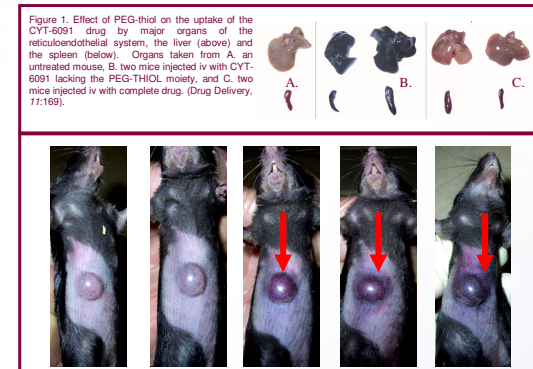 Figure 1. Effect of PEG-thiol on the uptake of the
CYT-6091 drug by major organs of the
reticuloendothelial system, the liver (above) and
the spleen (below). Organs taken from A. an
untreated mouse, B. two mice injected iv with CYT-
6091 lacking the PEG-THIOL moiety, and C. two
mice injected iv with complete drug. (Drug Delivery,
11:169).
A.
B.
C.